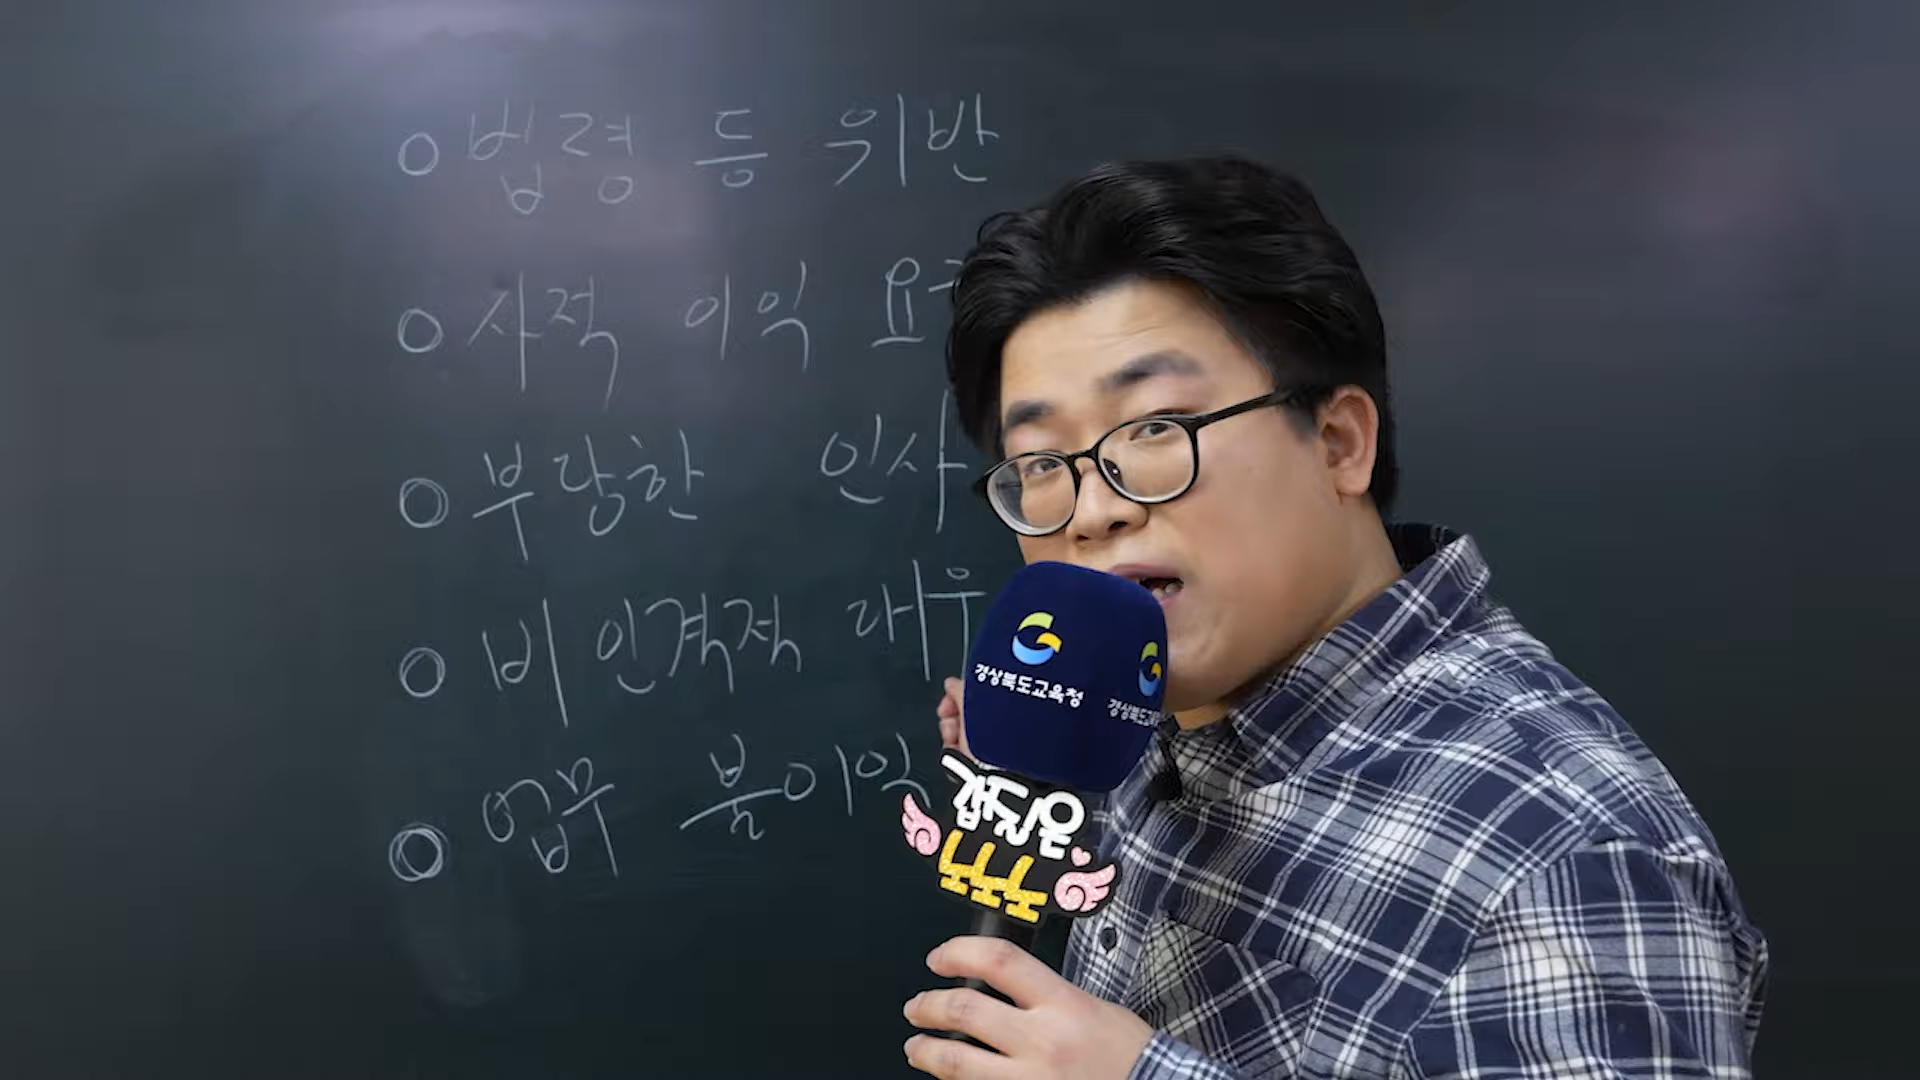 법령 등 위반
사적 이익 요구
부당한 인사
비인격적 대우
업무 불이익
경상북도교육청
경상북도교육
갑질은
노노노